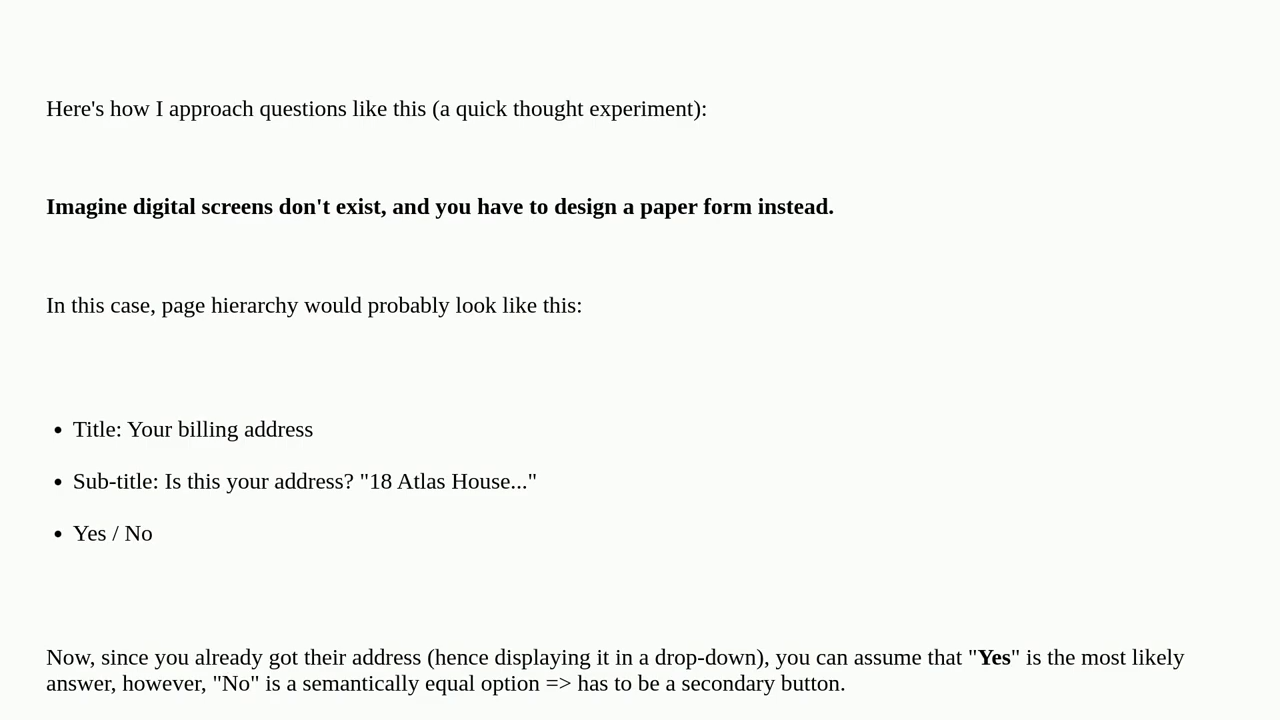 Here's how I approach questions like this (a quick thought experiment):
Imagine digital screens don't exist, and you have to design a paper form instead.
In this case, page hierarchy would probably look like this:
• Title: Your billing address
• Sub-title: Is this your address? "18 Atlas House..."
• Yes / No
Now, since you already got their address (hence displaying it in a drop-down), you can assume that "Yes" is the most likely
answer, however, "No" is a semantically equal option => has to be a secondary button.